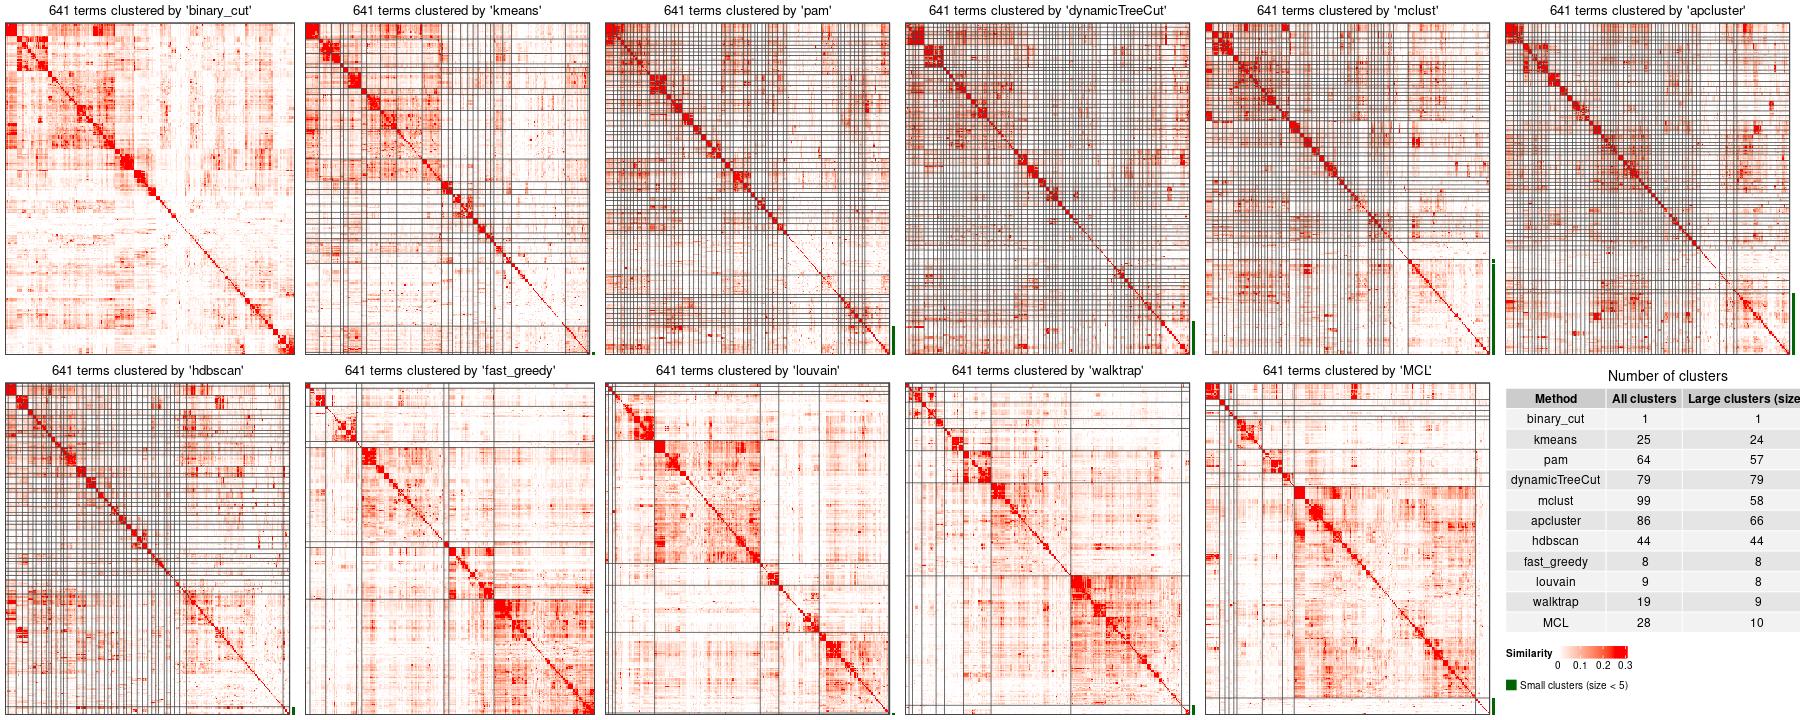 641 terms clustered by 'binary_cut'
641 terms clustered by 'kmeans'
641 terms clustered by 'pam'
641 terms clustered by 'dynamicTreeCut'
641 terms clustered by 'mclust'
641 terms clustered by 'apcluster'
641 terms clustered by 'hdbscan'
641 terms clustered by 'fast_greedy'
641 terms clustered by 'louvain'
641 terms clustered by 'walktrap'
641 terms clustered by 'MCL'
Number of clusters
Method All clusters Large clusters (size
binary_cut 1 1
kmeans 25 24
pam 64 57
dynamicTreeCut 79 79
mclust 99 58
apcluster 86 66
hdbscan 44 44
fast_greedy 8 8
louvain 9 8
walktrap 19 9
MCL 28 10
Similarity
0 0.1 0.2 0.3
Small clusters (size < 5)